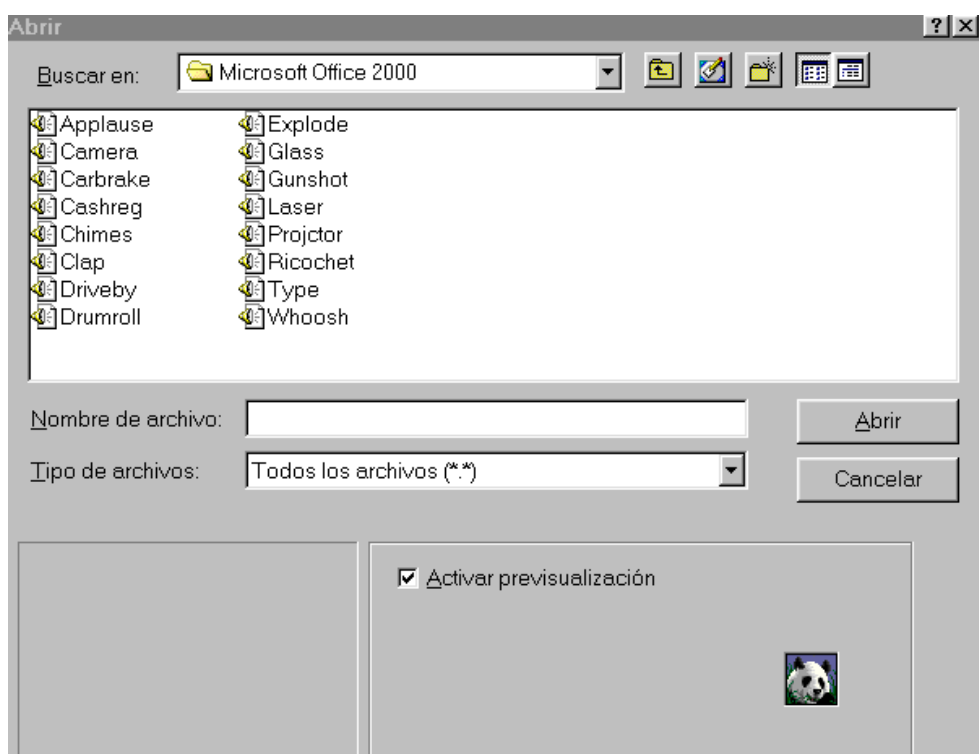 Abrir
Buscar en: Microsoft Office 2000
Applause Explode
Camera Glass
Carbrake Gunshot
Cashreg Laser
Chimes Projctor
Clap Ricochet
Driveby Type
Drumroll Whoosh
Nombre de archivo: Abrir
Tipo de archivos: Todos los archivos (*.*) Cancelar
Activar previsualización